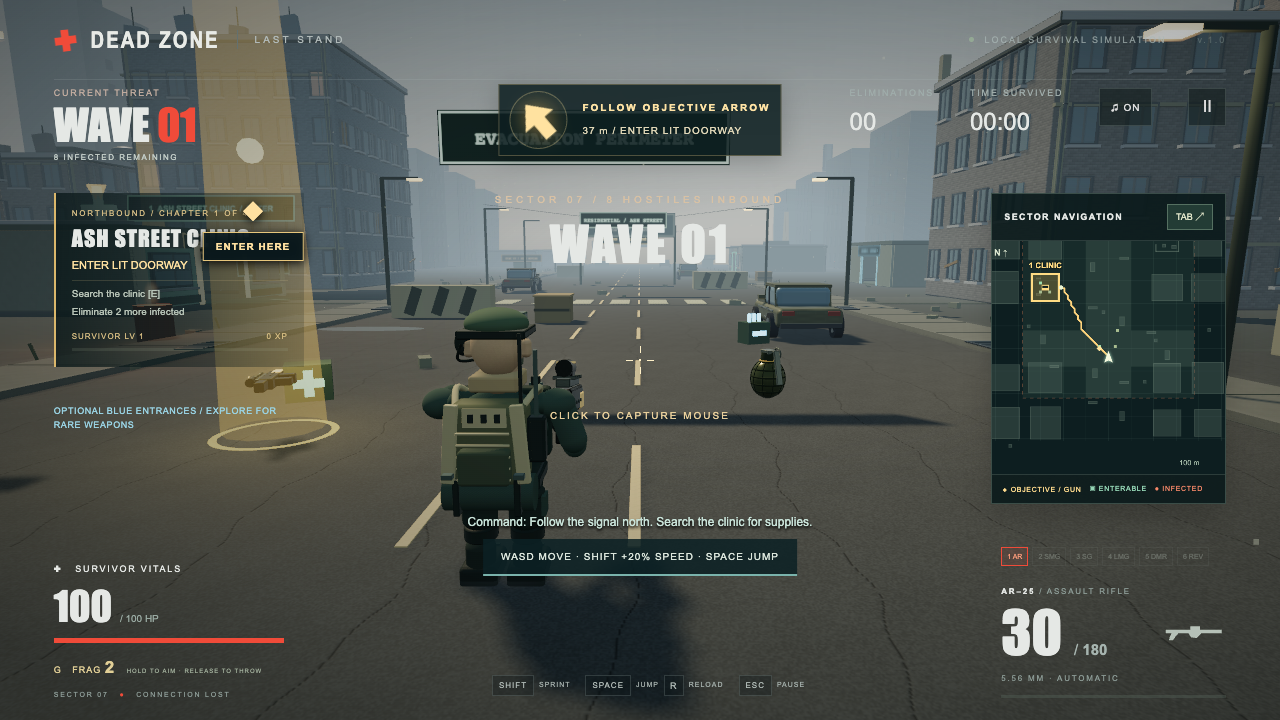 DEAD ZONE
LAST STAND
LOCAL SURVIVAL SIMULATION v.1.0
CURRENT THREAT
WAVE 01
8 INFECTED REMAINING
FOLLOW OBJECTIVE ARROW
37 m / ENTER LIT DOORWAY
ELIMINATIONS
00
TIME SURVIVED
00:00
♫ ON
NORTHBOUND / CHAPTER 1 OF
ASH STREET
ENTER HERE
ENTER LIT DOORWAY
Search the clinic [E]
Eliminate 2 more infected
SURVIVOR LV 1
0 XP
OPTIONAL BLUE ENTRANCES / EXPLORE FOR
RARE WEAPONS
SECTOR 07 / 8 HOSTILES INBOUND
RESIDENTIAL / ASH STREET
WAVE 01
CLICK TO CAPTURE MOUSE
SECTOR NAVIGATION
TAB ↗
N ↑
1 CLINIC
100 m
OBJECTIVE / GUN
ENTERABLE
INFECTED
Command: Follow the signal north. Search the clinic for supplies.
WASD MOVE · SHIFT +20% SPEED · SPACE JUMP
SURVIVOR VITALS
100 / 100 HP
G FRAG 2 HOLD TO AIM · RELEASE TO THROW
SECTOR 07 • CONNECTION LOST
SHIFT SPRINT SPACE JUMP R RELOAD ESC PAUSE
1 AR 2 SMG 3 SG 4 LMG 5 DMR 6 REV
AR–25 / ASSAULT RIFLE
30 / 180
5.56 MM · AUTOMATIC